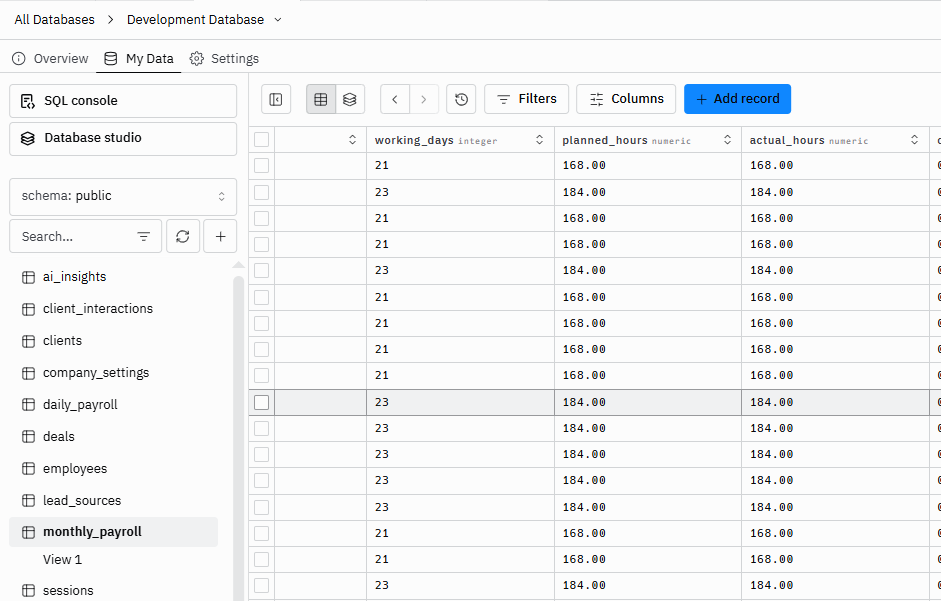 All Databases > Development Database
Overview My Data Settings
SQL console
Database studio
schema: public
Search...
ai_insights
client_interactions
clients
company_settings
daily_payroll
deals
employees
lead_sources
monthly_payroll
View 1
sessions
Filters Columns + Add record
working_days integer planned_hours numeric actual_hours numeric
21 168.00 168.00
23 184.00 184.00
21 168.00 168.00
21 168.00 168.00
23 184.00 184.00
21 168.00 168.00
21 168.00 168.00
21 168.00 168.00
21 168.00 168.00
23 184.00 184.00
23 184.00 184.00
23 184.00 184.00
23 184.00 184.00
23 184.00 184.00
21 168.00 168.00
21 168.00 168.00
23 184.00 184.00